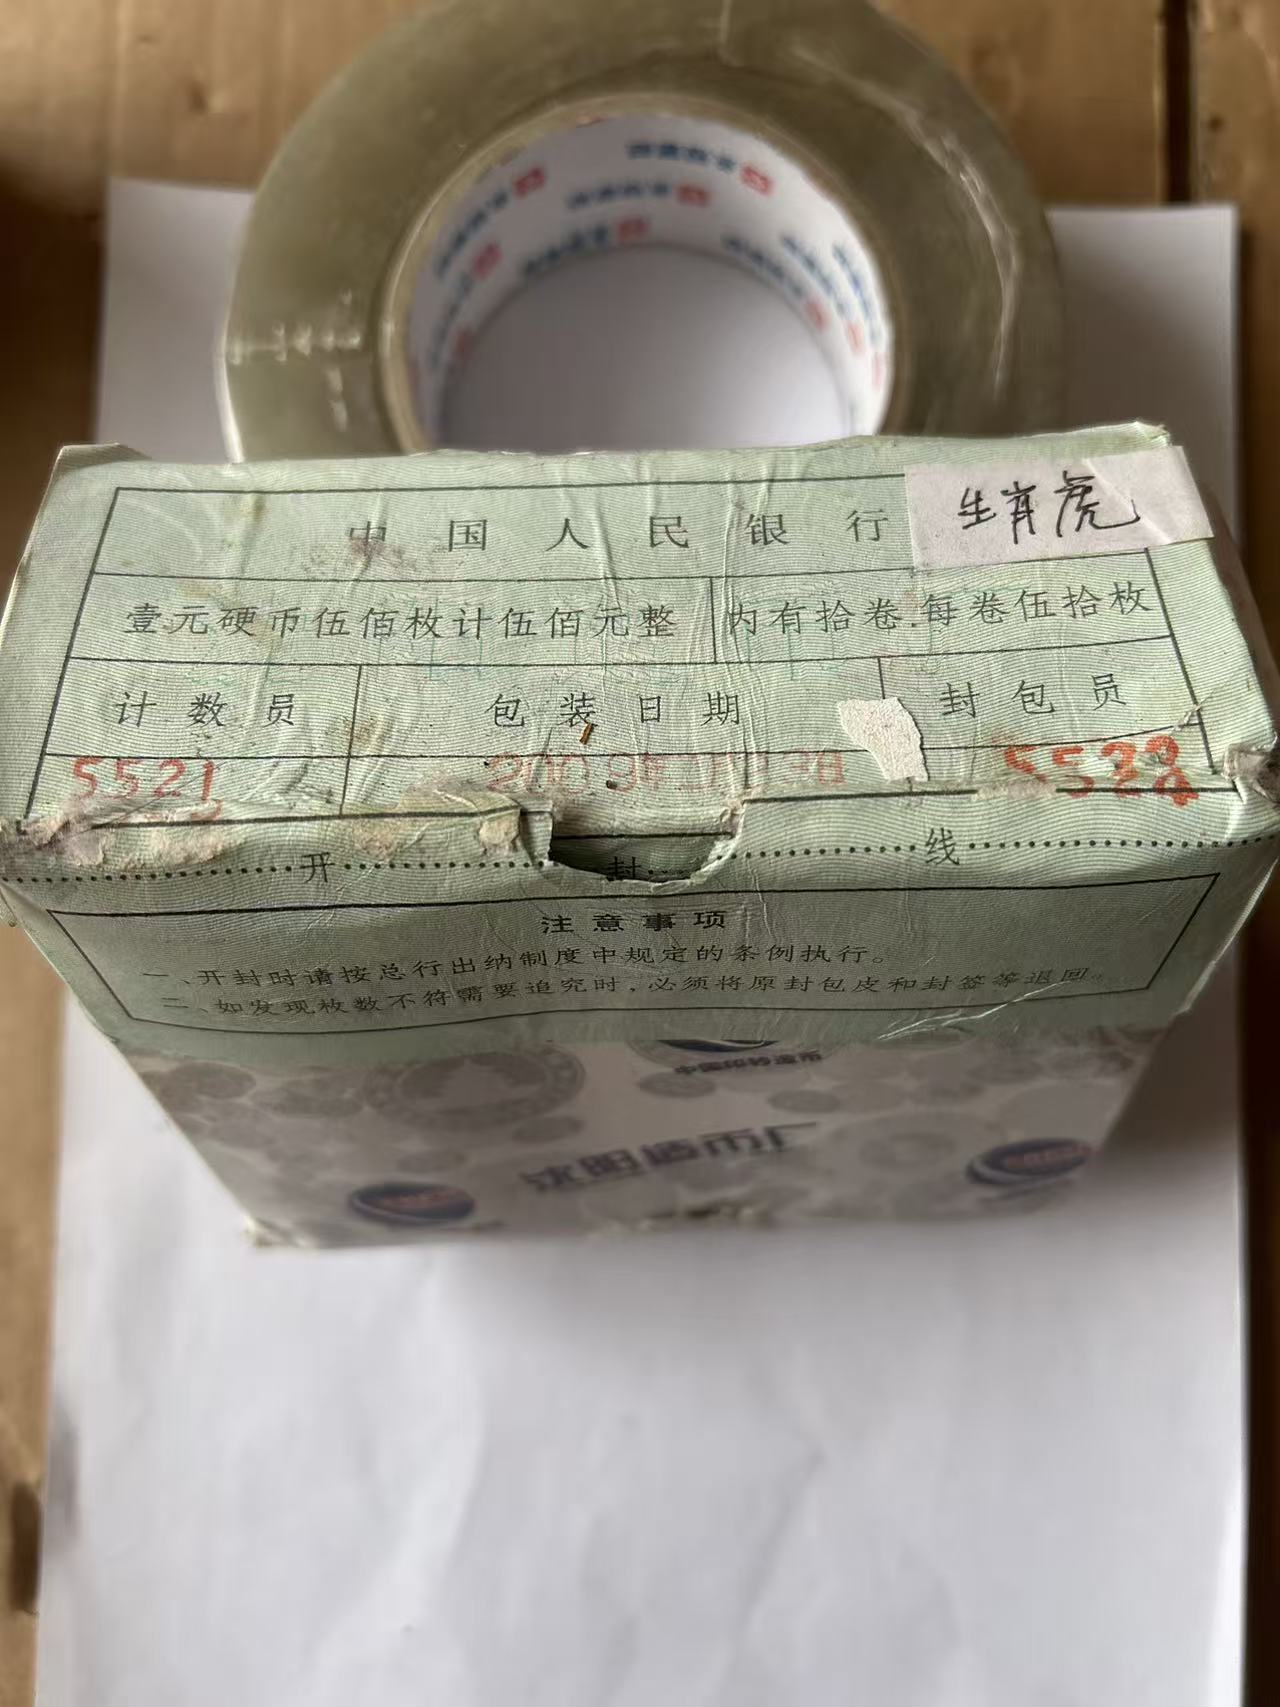 生肖虎
中国人民银行
壹元硬币伍佰枚计伍佰元整 内有拾卷.每卷伍拾枚
计数员 包装日期 封包员
5521
开封线
注意事项
一、开封时请按总行出纳制度中规定的条例执行。
二、如发现枚数不符需要追究时,必须将原封包皮和封签等退回。
沈阳造币厂